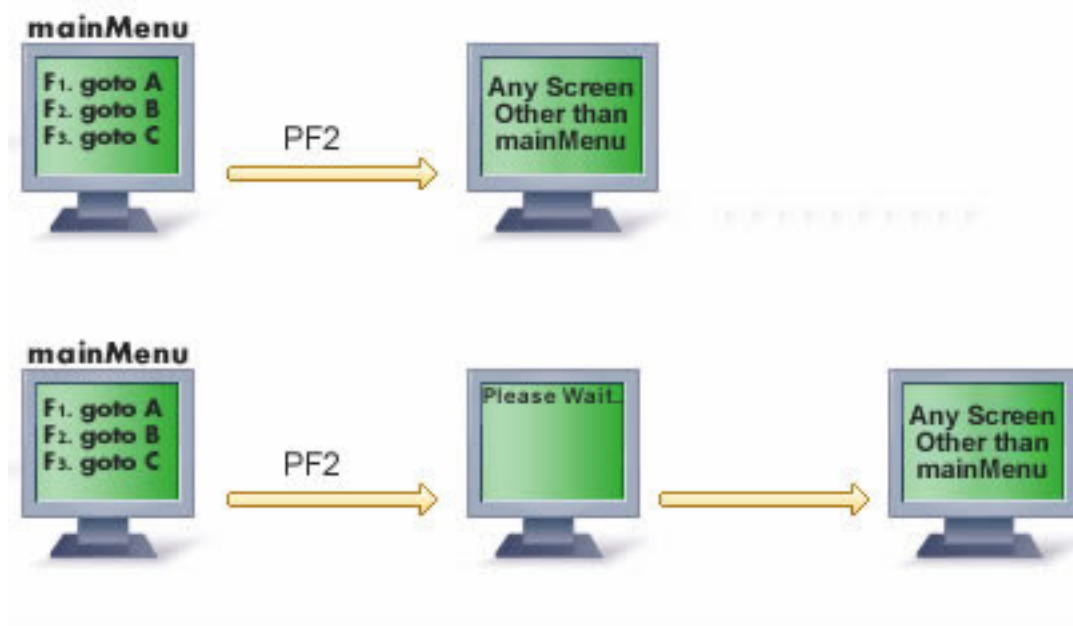 mainMenu
F1. goto A
F2. goto B
F3. goto C
PF2
Any Screen
Other than
mainMenu
mainMenu
F1. goto A
F2. goto B
F3. goto C
PF2
Please Wait..
Any Screen
Other than
mainMenu